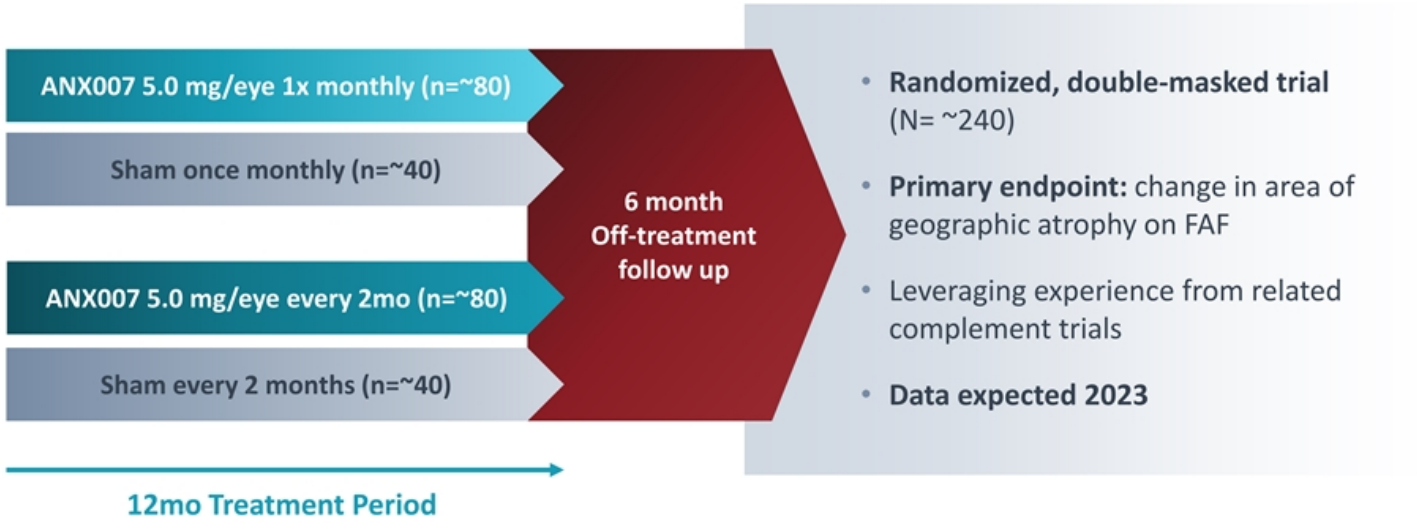 ANX007 5.0 mg/eye 1x monthly (n=~80)
Sham once monthly (n=~40)
ANX007 5.0 mg/eye every 2mo (n=~80)
Sham every 2 months (n=~40)
12mo Treatment Period
6 month
Off-treatment
follow up
• Randomized, double-masked trial
(N= ~240)
• Primary endpoint: change in area of
geographic atrophy on FAF
• Leveraging experience from related
complement trials
• Data expected 2023